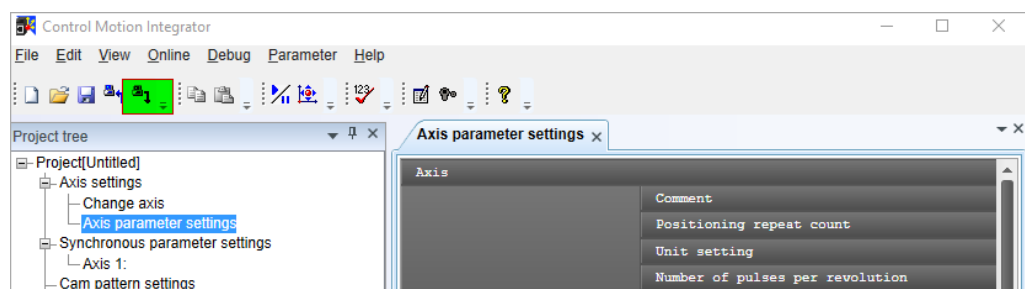 Control Motion Integrator
File Edit View Online Debug Parameter Help
123
?
Project tree
Axis parameter settings
Project[Untitled]
Axis settings
Change axis
Axis parameter settings
Synchronous parameter settings
Axis 1:
Cam pattern settings
Axis
Comment
Positioning repeat count
Unit setting
Number of pulses per revolution